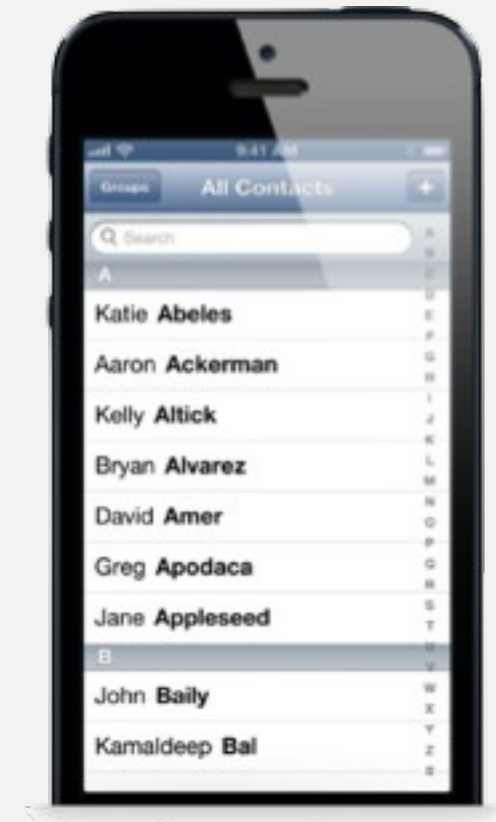 9:41 AM
Groups
All Contacts
+
Search
A
Katie Abeles
Aaron Ackerman
Kelly Altick
Bryan Alvarez
David Amer
Greg Apodaca
Jane Appleseed
B
John Baily
Kamaldeep Bal
A
B
C
D
E
F
G
H
I
J
K
L
M
N
O
P
Q
R
S
T
U
V
W
X
Y
Z
#